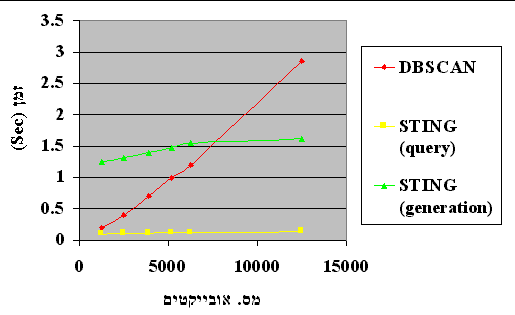 3.5
3
2.5
2
1.5
1
0.5
0
זמן (Sec)
0
5000
10000
15000
מס. אובייקטים
DBSCAN
STING
(query)
STING
(generation)